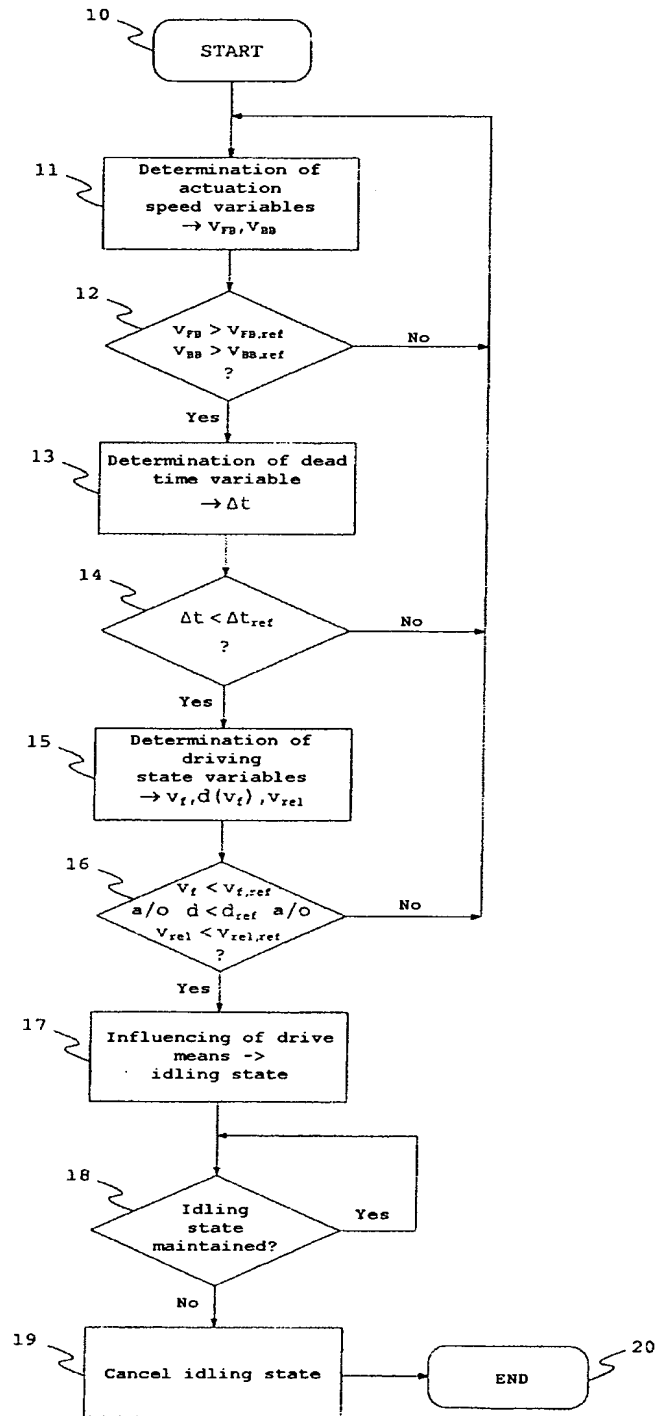 10
START
11
Determination of
actuation
speed variables
→ V_FB, V_BB
12
V_FB > V_FB,ref
V_BB > V_BB,ref
?
No
Yes
13
Determination of dead
time variable
→ Δt
14
Δt < Δt_ref
?
No
Yes
15
Determination of
driving
state variables
→ v_f, d(v_f), v_rel
16
v_f < v_f,ref
a/o d < d_ref a/o
v_rel < v_rel,ref
?
No
Yes
17
Influencing of drive
means ->
idling state
18
Idling
state
maintained?
Yes
No
19
Cancel idling state
END
20